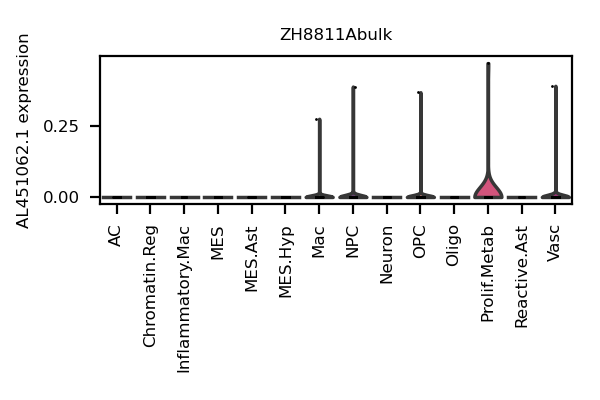 ZH8811Abulk
AL451062.1 expression
0.25
0.00
AC
Chromatin.Reg
Inflammatory.Mac
MES
MES.Ast
MES.Hyp
Mac
NPC
Neuron
OPC
Oligo
Prolif.Metab
Reactive.Ast
Vasc